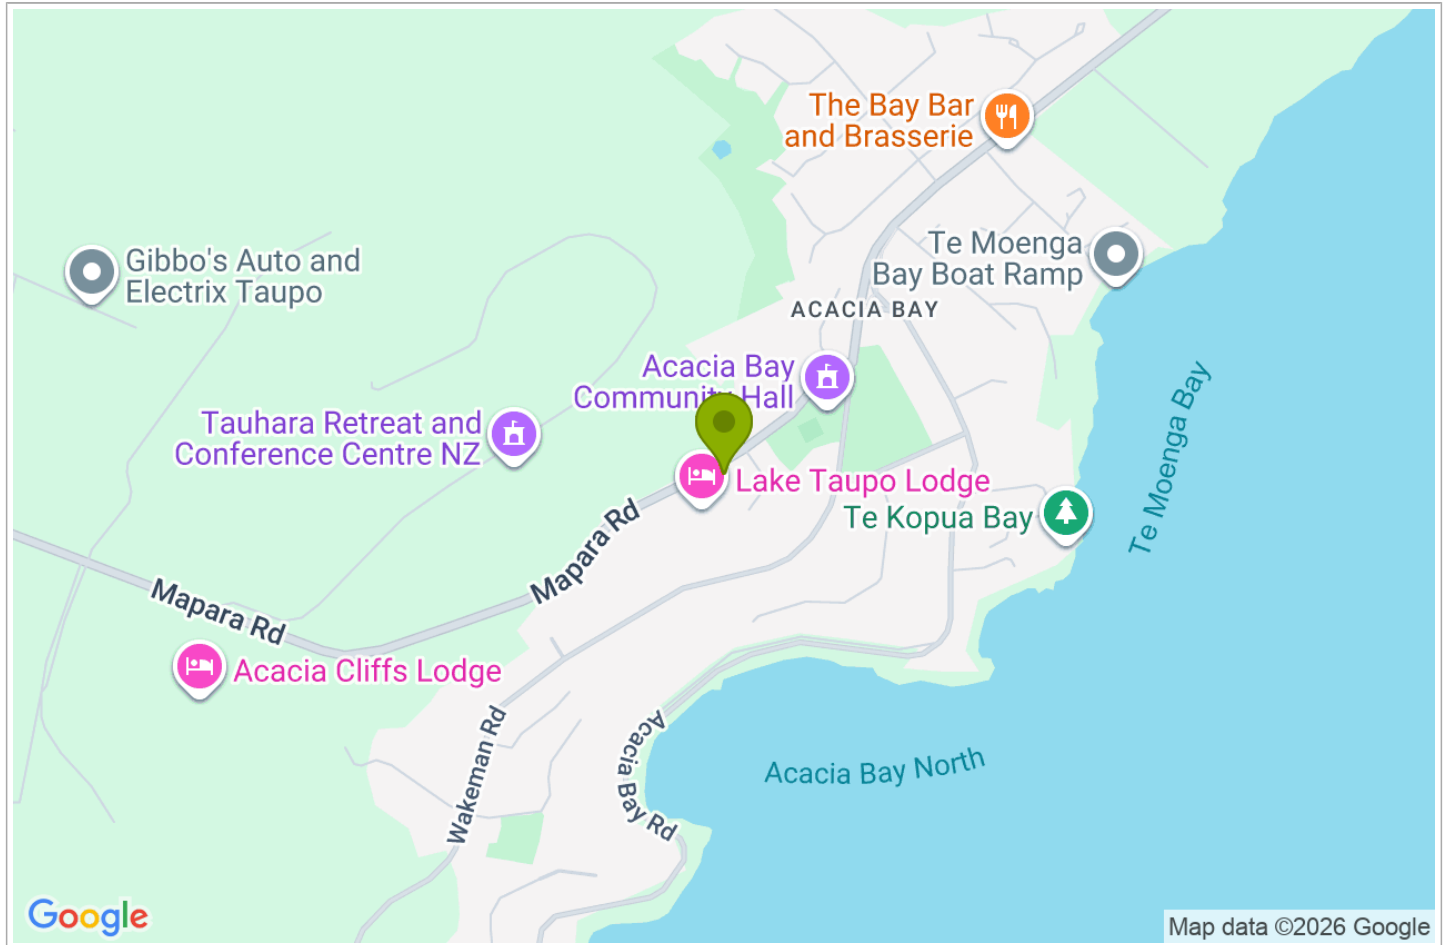 The Bay Bar
and Brasserie
Te Moenga
Bay Boat Ramp
Gibbo's Auto and
Electrix Taupo
ACACIA BAY
Acacia Bay
Community Hall
Te Moenga Bay
Tauhara Retreat and
Conference Centre NZ
Lake Taupo Lodge
Te Kopua Bay
Mapara Rd
Mapara Rd
Acacia Cliffs Lodge
Wakeman Rd
Acacia Bay Rd
Acacia Bay North
Google
Map data ©2026 Google